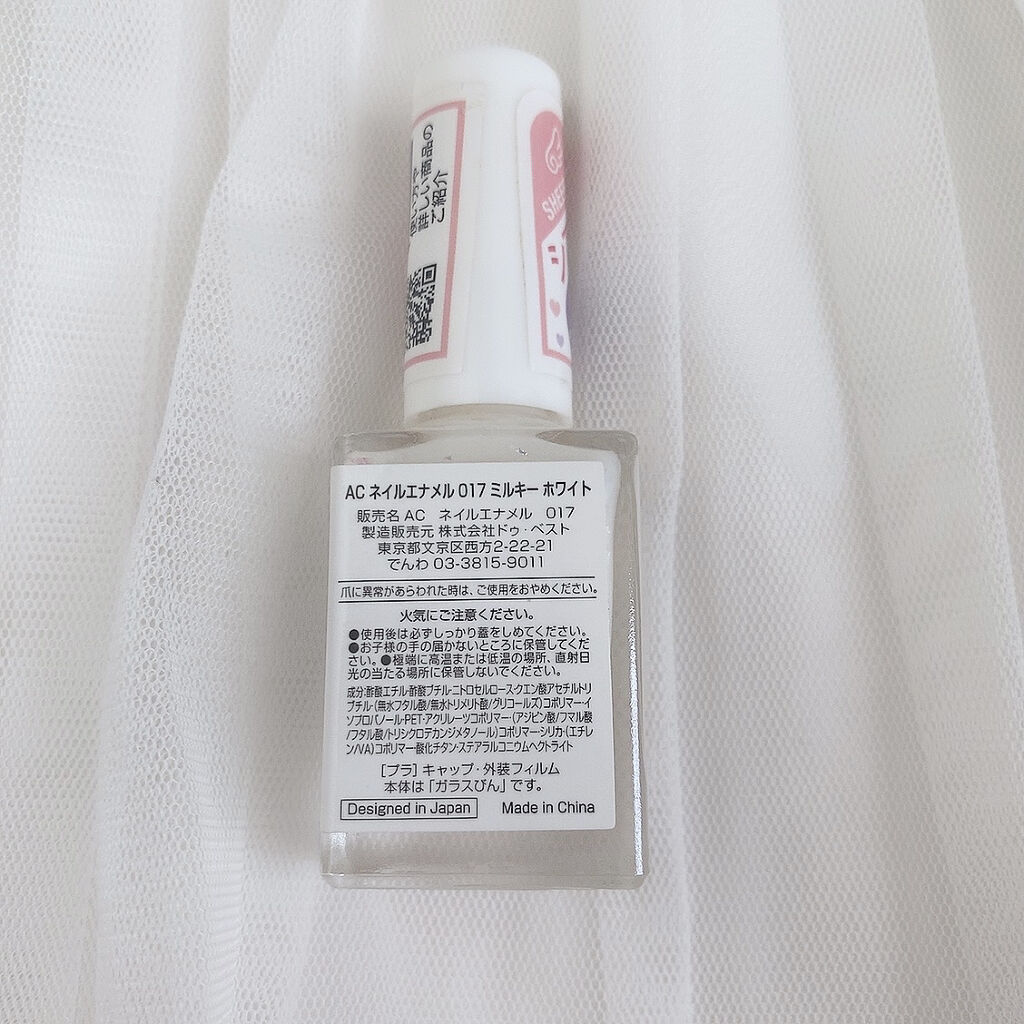 詳しい商品の
ご紹介
SHEE
AC ネイルエナメル 017 ミルキー ホワイト
販売名 AC ネイルエナメル 017
製造販売元 株式会社ドゥ・ベスト
東京都文京区西方2-22-21
でんわ 03-3815-9011
爪に異常があらわれた時は、ご使用をおやめください。
火気にご注意ください。
●使用後は必ずしっかり蓋をしめてください。
●お子様の手の届かないところに保管してくだ
さい。●極端に高温または低温の場所、直射日
光の当たる場所に保管しないでください。
成分:酢酸エチル・酢酸ブチル・ニトロセルロース・クエン酸アセチルトリ
ブチル・(無水フタル酸/無水トリメリト酸/グリコールズ)コポリマー・イ
ソプロパノール・PET・アクリレーツコポリマー・(アジピン酸/フマル酸
/フタル酸/トリシクロデカンジメタノール)コポリマー・シリカ・(エチレ
ン/VA)コポリマー・酸化チタン・ステアラルコニウムヘクトライト
[プラ] キャップ・外装フィルム
本体は「ガラスびん」です。
Designed in Japan Made in China